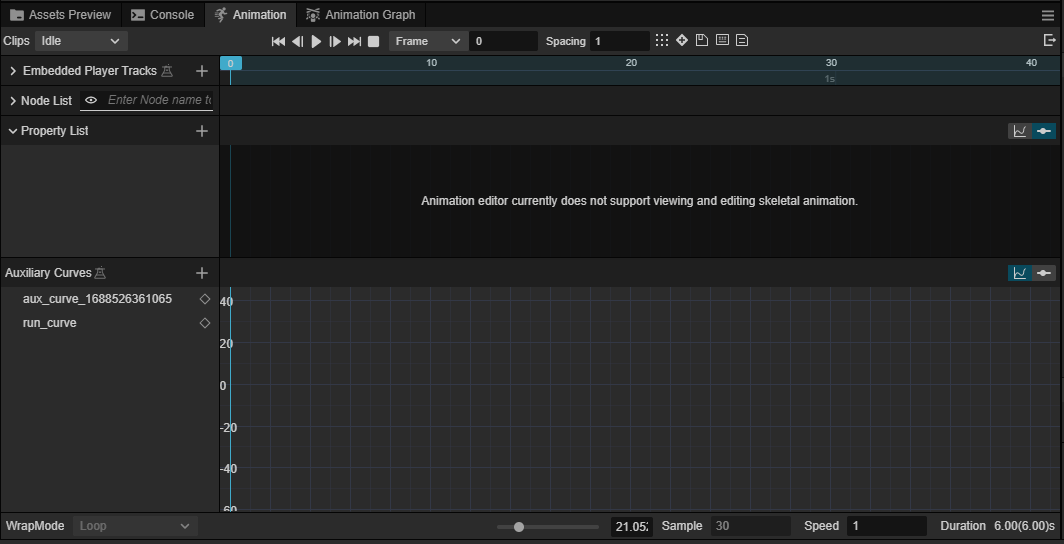 Assets Preview Console Animation Animation Graph
Clips Idle Frame 0 Spacing 1
Embedded Player Tracks 0 10 20 30 40
1s
Node List Enter Node name to
Property List
Animation editor currently does not support viewing and editing skeletal animation.
Auxiliary Curves
aux_curve_1688526361065
40
run_curve
20
0
-20
-40
-60
WrapMode Loop 21.052 Sample 30 Speed 1 Duration 6.00(6.00)s